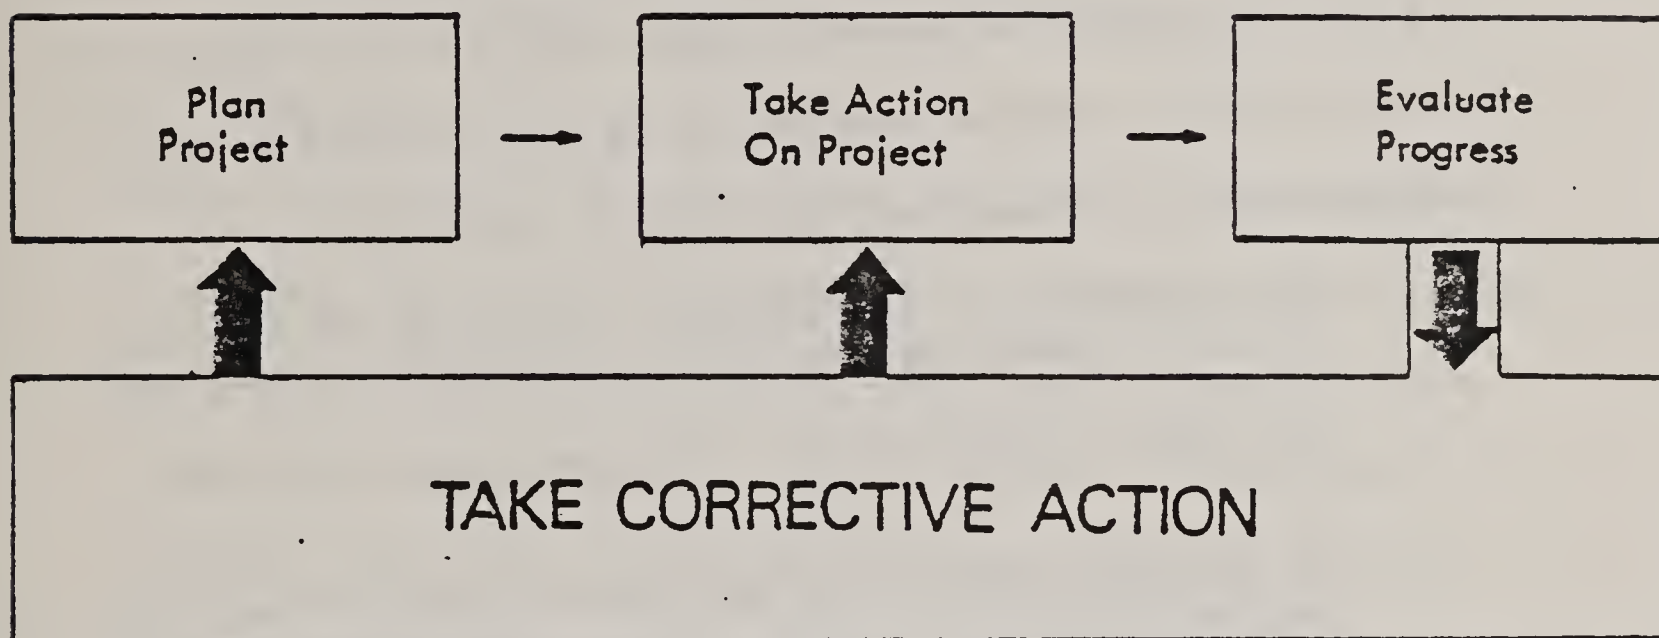 Plan
Project
Take Action
On Project
Evaluate
Progress
TAKE CORRECTIVE ACTION